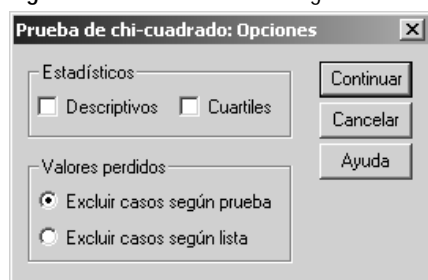 Prueba de chi-cuadrado: Opciones
Estadísticos
Descriptivos Cuartiles
Valores perdidos
Excluir casos según prueba
Excluir casos según lista
Continuar
Cancelar
Ayuda